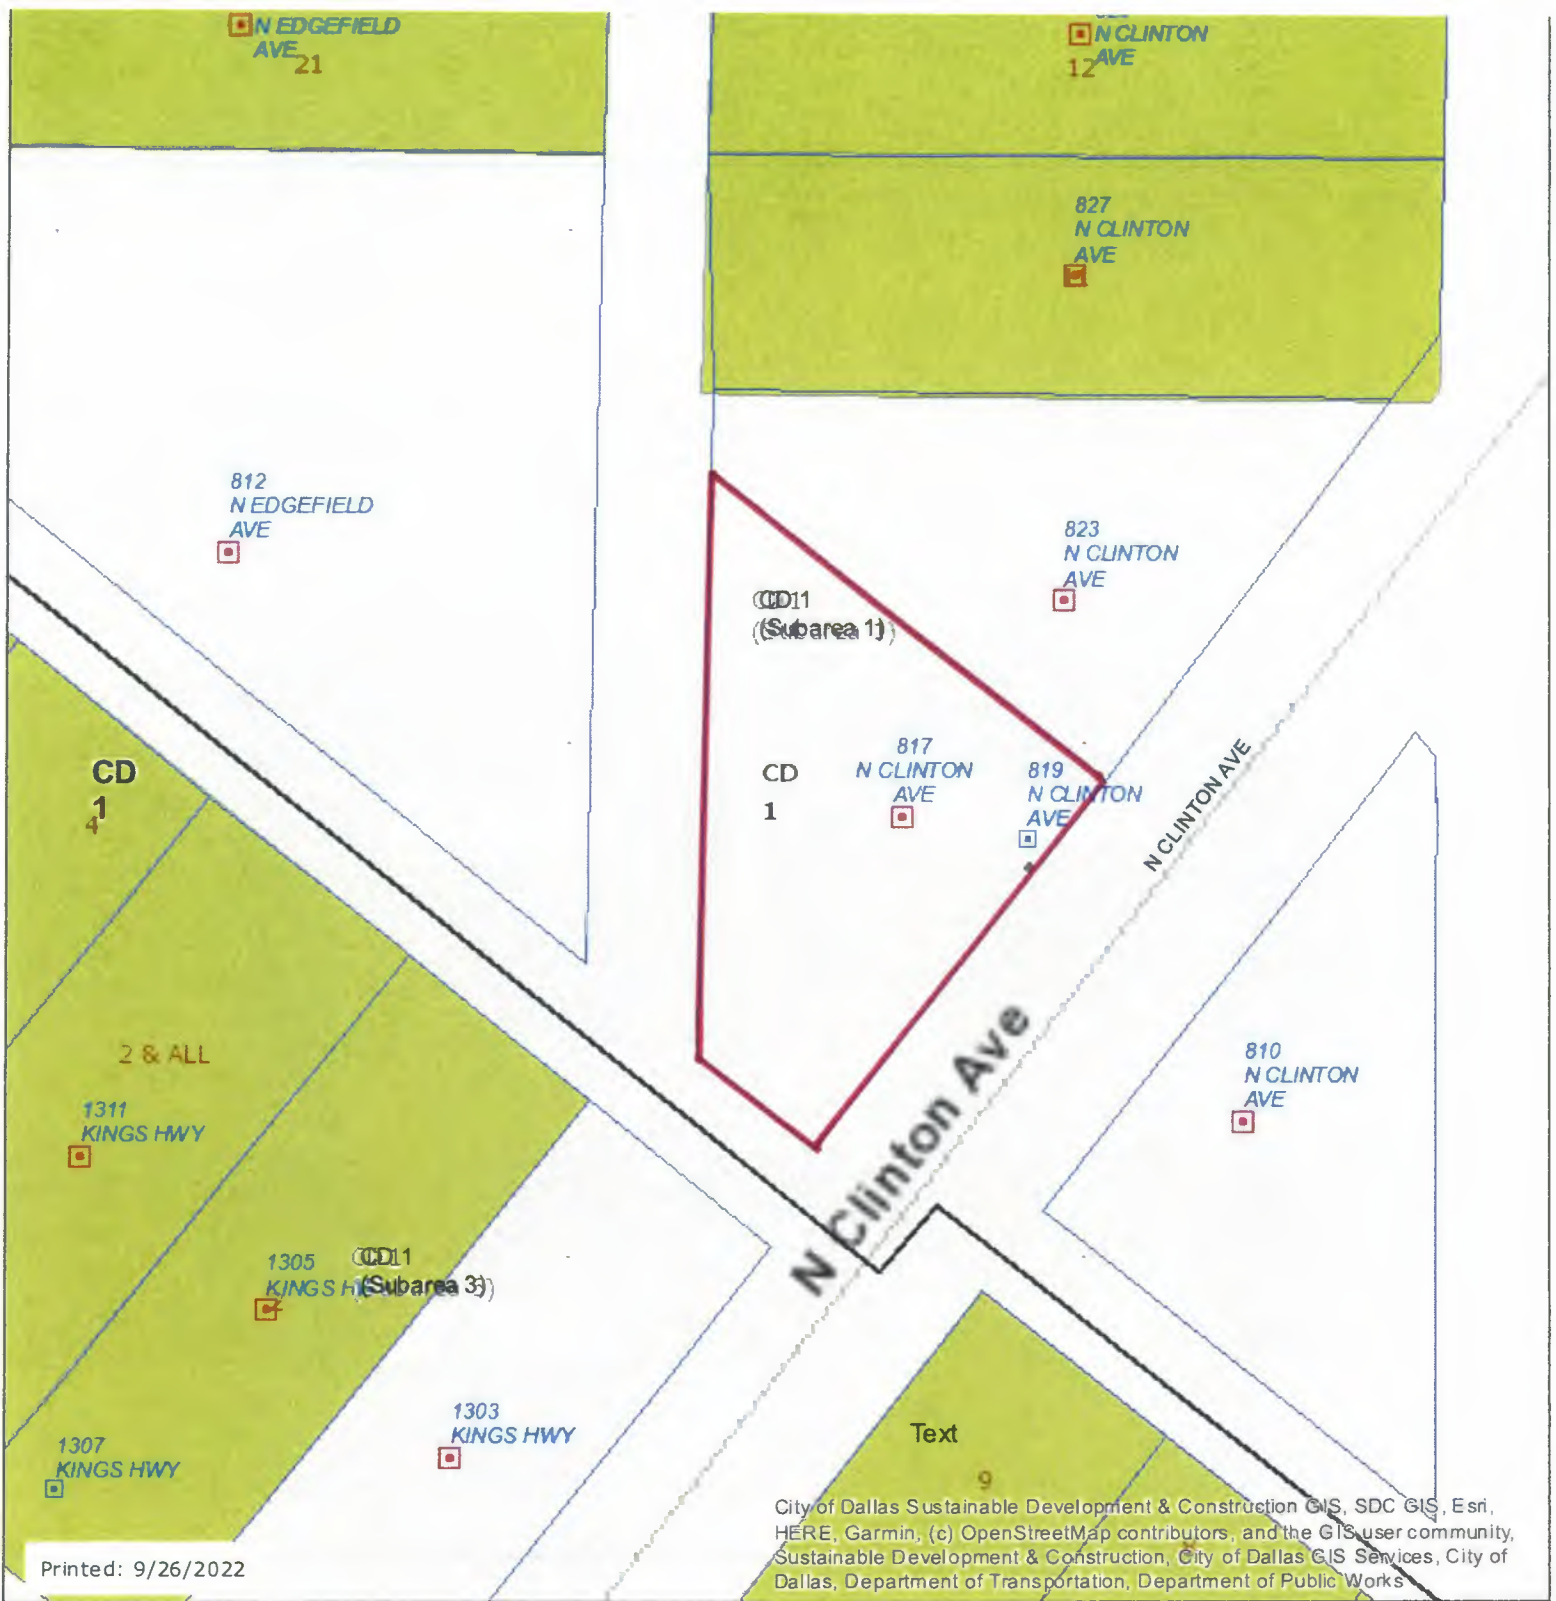 N EDGEFIELD
AVE
21
N CLINTON
AVE
12
827
N CLINTON
AVE
812
N EDGEFIELD
AVE
823
N CLINTON
AVE
CD 1
(Subarea 1)
817
N CLINTON
AVE
CD
1
819
N CLINTON
AVE
N CLINTON AVE
CD
1
4
2 & ALL
1311
KINGS HWY
N Clinton Ave
810
N CLINTON
AVE
1305
KINGS H
CD 1
(Subarea 3)
1303
KINGS HWY
1307
KINGS HWY
Text
9
City of Dallas Sustainable Development & Construction GIS, SDC GIS, Esri,
HERE, Garmin, (c) OpenStreetMap contributors, and the GIS user community,
Sustainable Development & Construction, City of Dallas GIS Services, City of
Dallas, Department of Transportation, Department of Public Works
Printed: 9/26/2022